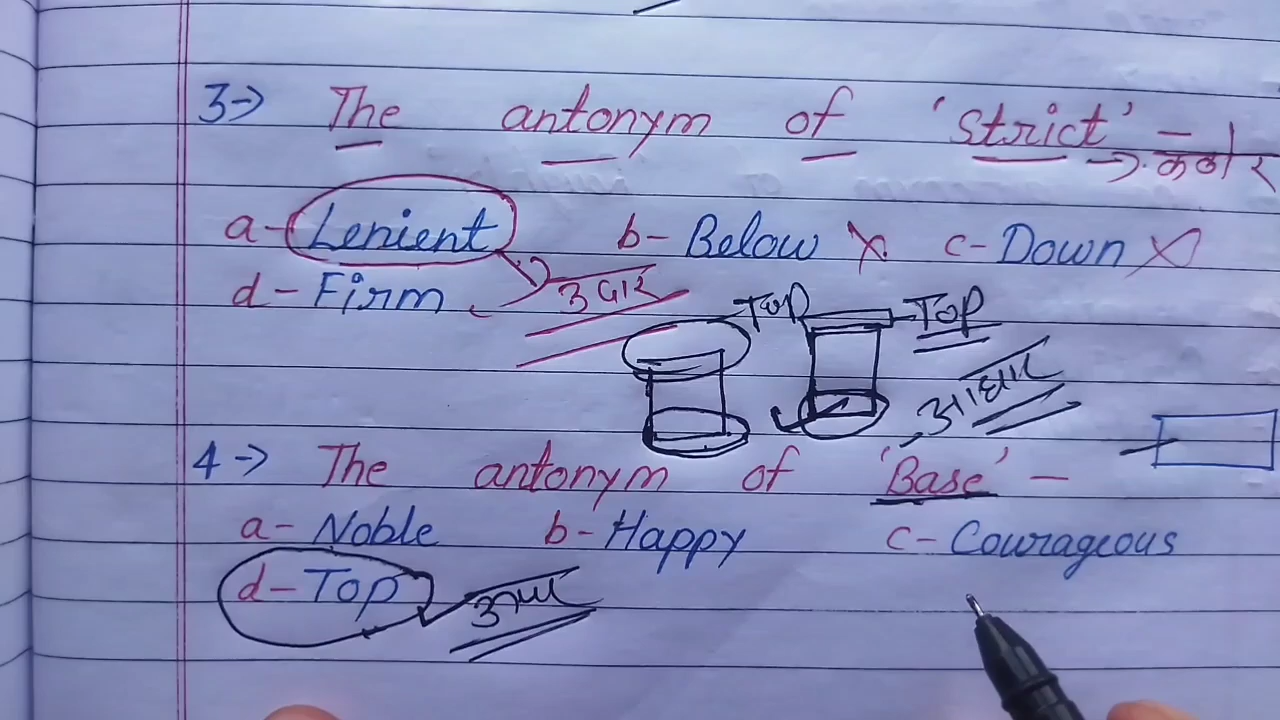 3→ The antonym of 'Strict' - → कठोर
a- Lenient b- Below c- Down
d- Firm उदार
Top Top
आधार
4→ The antonym of 'Base' -
a- Noble b- Happy c- Courageous
d- Top